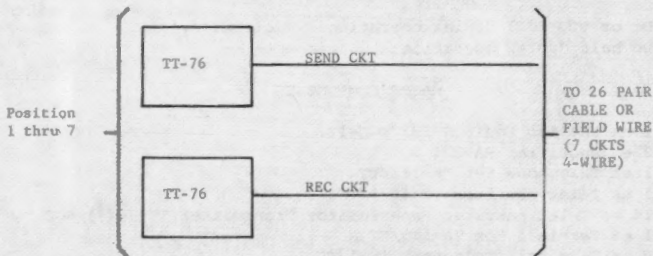 TT-76
SEND CKT
Position
1 thru 7
TO 26 PAIR
CABLE OR
FIELD WIRE
(7 CKTS
4-WIRE)
TT-76
REC CKT